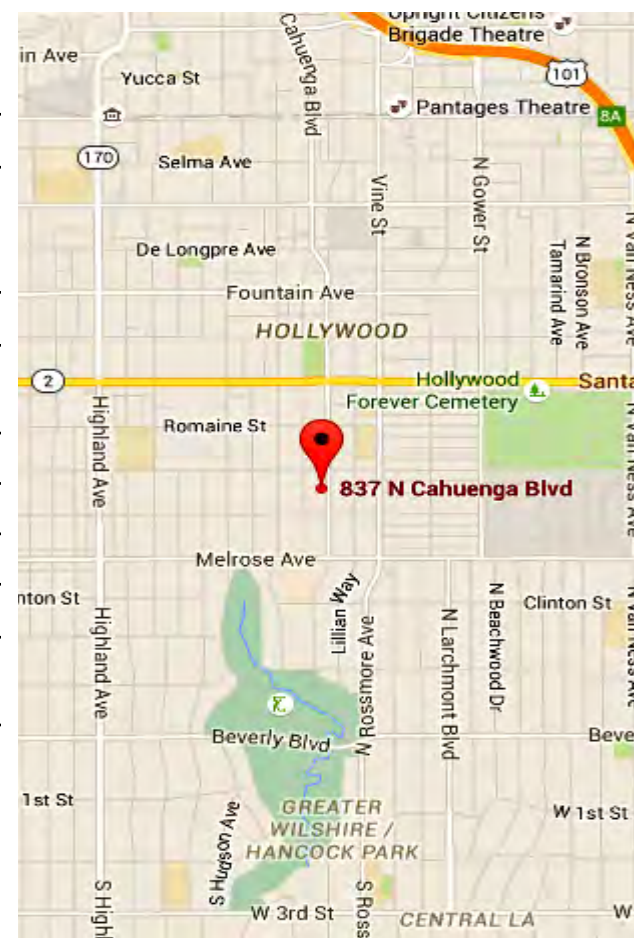 Upright Citizens
Brigade Theatre
in Ave
Cahuenga Blvd
Yucca St
101
Pantages Theatre
8A
170
Selma Ave
Vine St
N Gower St
De Longpre Ave
N Bronson Ave
Tamarind Ave
N Van Ness Ave
Fountain Ave
HOLLYWOOD
2
Hollywood
Forever Cemetery
Santa
Highland Ave
Romaine St
N Van Ness Ave
837 N Cahuenga Blvd
Melrose Ave
nton St
Lillian Way
N Beachwood Dr
Clinton St
Highland Ave
N Rossmore Ave
N Larchmont Blvd
Beverly Blvd
Beve
1st St
GREATER
WILSHIRE /
HANCOCK PARK
W 1st St
S Hudson Ave
S High
W 3rd St
S Ross
CENTRAL LA
W